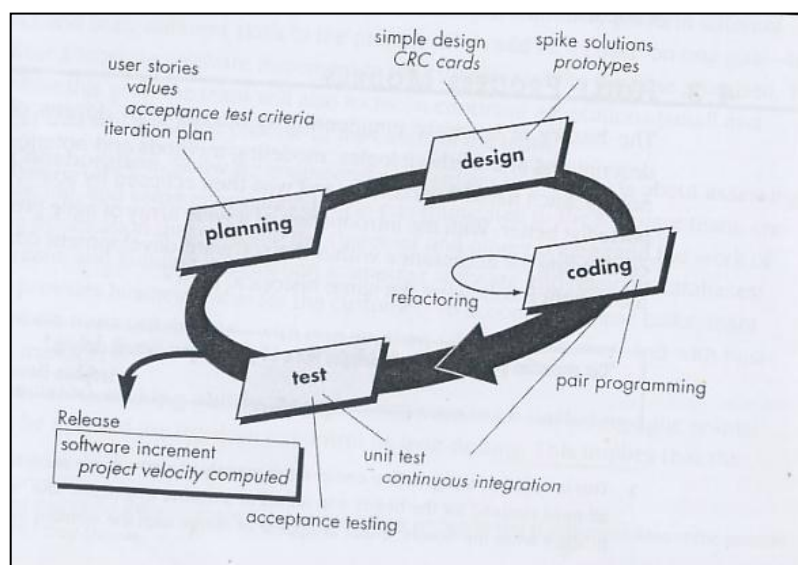 simple design
CRC cards
spike solutions
prototypes
user stories
values
acceptance test criteria
iteration plan
design
planning
coding
refactoring
test
pair programming
Release
software increment
project velocity computed
unit test
continuous integration
acceptance testing